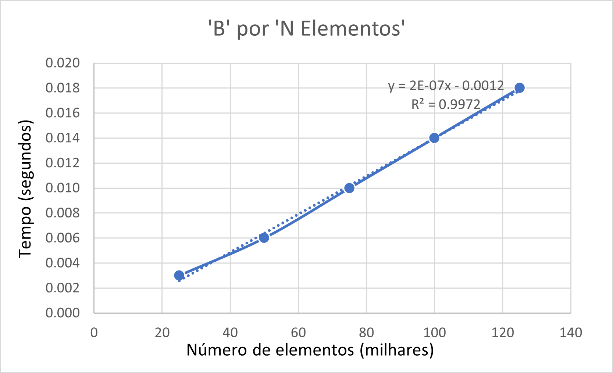 'B' por 'N Elementos'
y = 2E-07x - 0.0012
R² = 0.9972
Tempo (segundos)
0.020
0.018
0.016
0.014
0.012
0.010
0.008
0.006
0.004
0.002
0.000
0 20 40 60 80 100 120 140
Número de elementos (milhares)